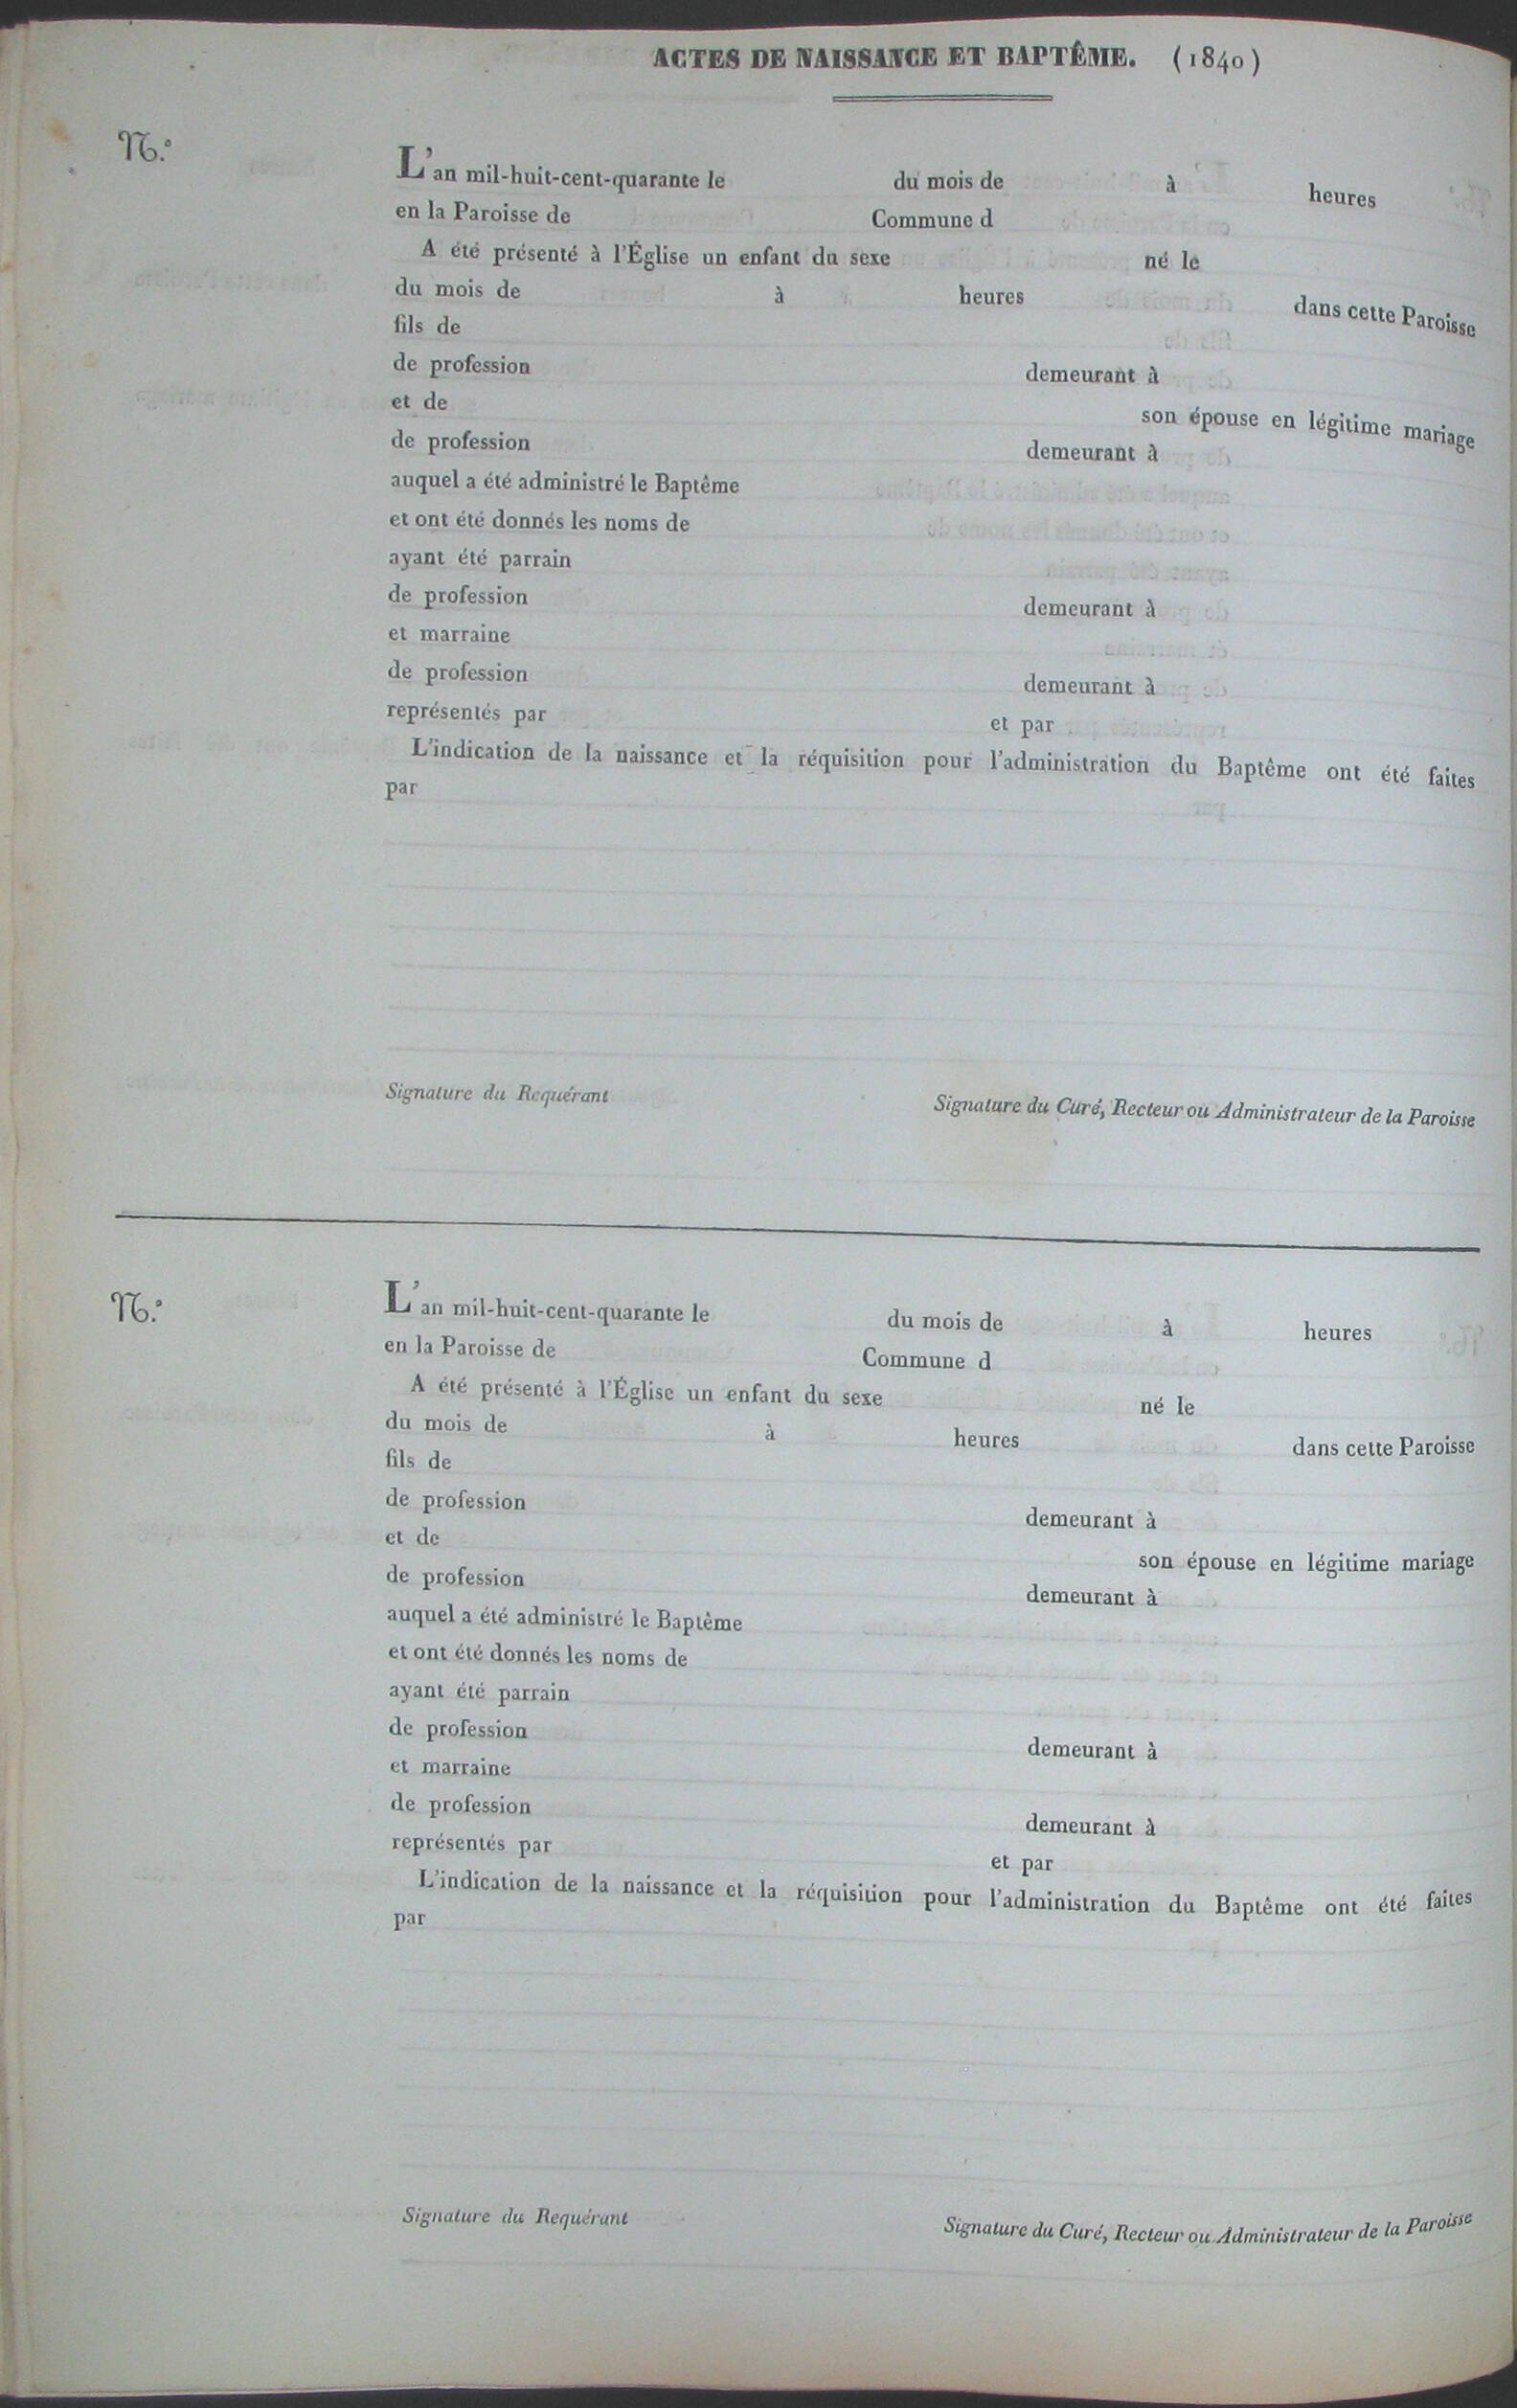 ACTES DE NAISSANCE ET BAPTÊME. (1840)
N.º
L'an mil-huit-cent-quarante le du mois de à heures
en la Paroisse de Commune d
A été présenté à l'Église un enfant du sexe né le
du mois de à heures dans cette Paroisse
fils de
de profession demeurant à
et de son épouse en légitime mariage
de profession demeurant à
auquel a été administré le Baptême
et ont été donnés les noms de
ayant été parrain
de profession demeurant à
et marraine
de profession demeurant à
représentés par et par
L'indication de la naissance et la réquisition pour l'administration du Baptême ont été faites
par
Signature du Requérant Signature du Curé, Recteur ou Administrateur de la Paroisse
N.º
L'an mil-huit-cent-quarante le du mois de à heures
en la Paroisse de Commune d
A été présenté à l'Église un enfant du sexe né le
du mois de à heures dans cette Paroisse
fils de
de profession demeurant à
et de son épouse en légitime mariage
de profession demeurant à
auquel a été administré le Baptême
et ont été donnés les noms de
ayant été parrain
de profession demeurant à
et marraine
de profession demeurant à
représentés par et par
L'indication de la naissance et la réquisition pour l'administration du Baptême ont été faites
par
Signature du Requérant Signature du Curé, Recteur ou Administrateur de la Paroisse